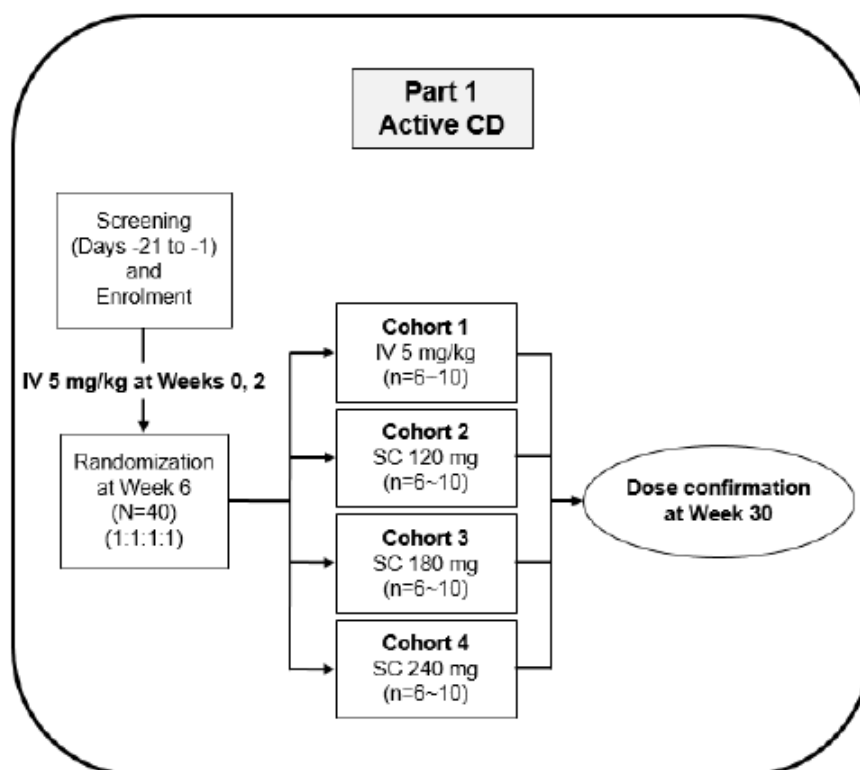 Part 1
Active CD
Screening
(Days -21 to -1)
and
Enrolment
IV 5 mg/kg at Weeks 0, 2
Randomization
at Week 6
(N=40)
(1:1:1:1)
Cohort 1
IV 5 mg/kg
(n=6~10)
Cohort 2
SC 120 mg
(n=6~10)
Cohort 3
SC 180 mg
(n=6~10)
Cohort 4
SC 240 mg
(n=6~10)
Dose confirmation
at Week 30